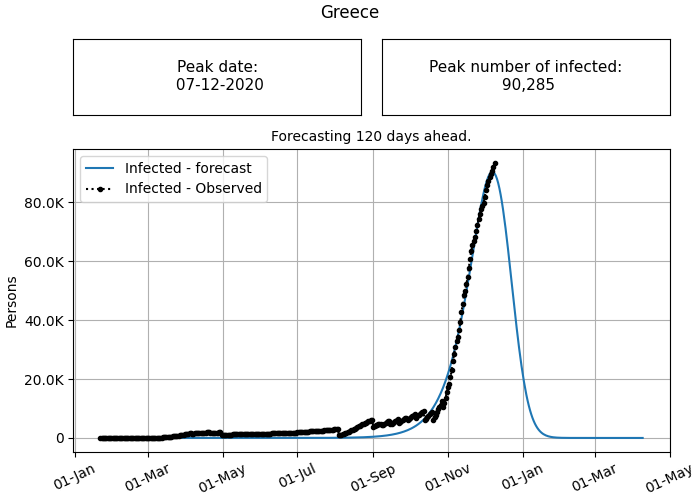 Greece
Peak date:
07-12-2020
Peak number of infected:
90,285
Forecasting 120 days ahead.
Infected - forecast
Infected - Observed
Persons
80.0K
60.0K
40.0K
20.0K
0
01-Jan
01-Mar
01-May
01-Jul
01-Sep
01-Nov
01-Jan
01-Mar
01-May